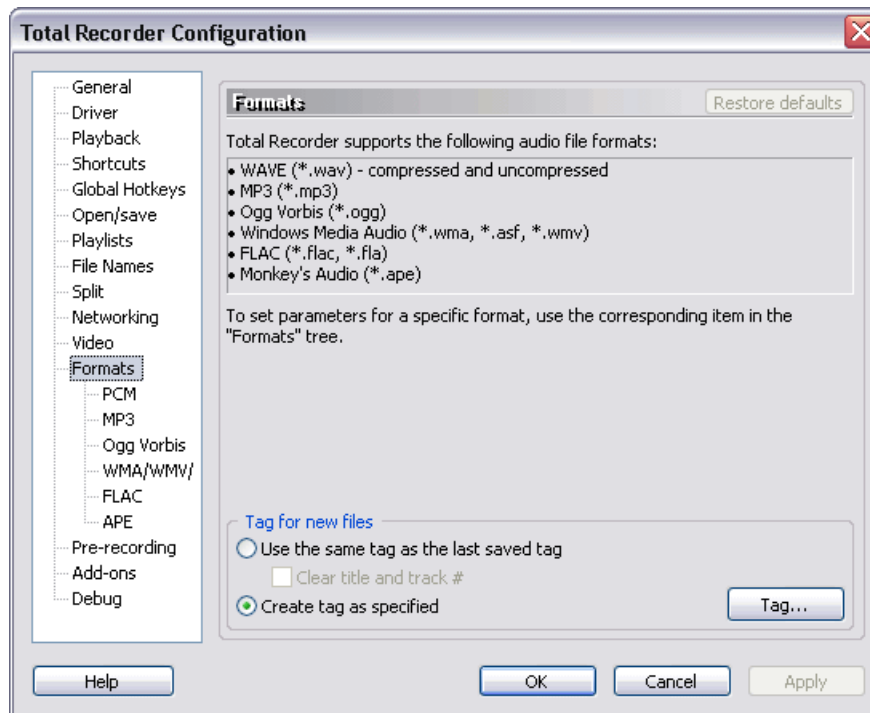 Total Recorder Configuration
General
Driver
Playback
Shortcuts
Global Hotkeys
Open/save
Playlists
File Names
Split
Networking
Video
Formats
PCM
MP3
Ogg Vorbis
WMA/WMV/
FLAC
APE
Pre-recording
Add-ons
Debug
Formats
Restore defaults
Total Recorder supports the following audio file formats:
• WAVE (*.wav) - compressed and uncompressed
• MP3 (*.mp3)
• Ogg Vorbis (*.ogg)
• Windows Media Audio (*.wma, *.asf, *.wmv)
• FLAC (*.flac, *.fla)
• Monkey's Audio (*.ape)
To set parameters for a specific format, use the corresponding item in the
"Formats" tree.
Tag for new files
Use the same tag as the last saved tag
Clear title and track #
Create tag as specified
Tag...
Help
OK
Cancel
Apply